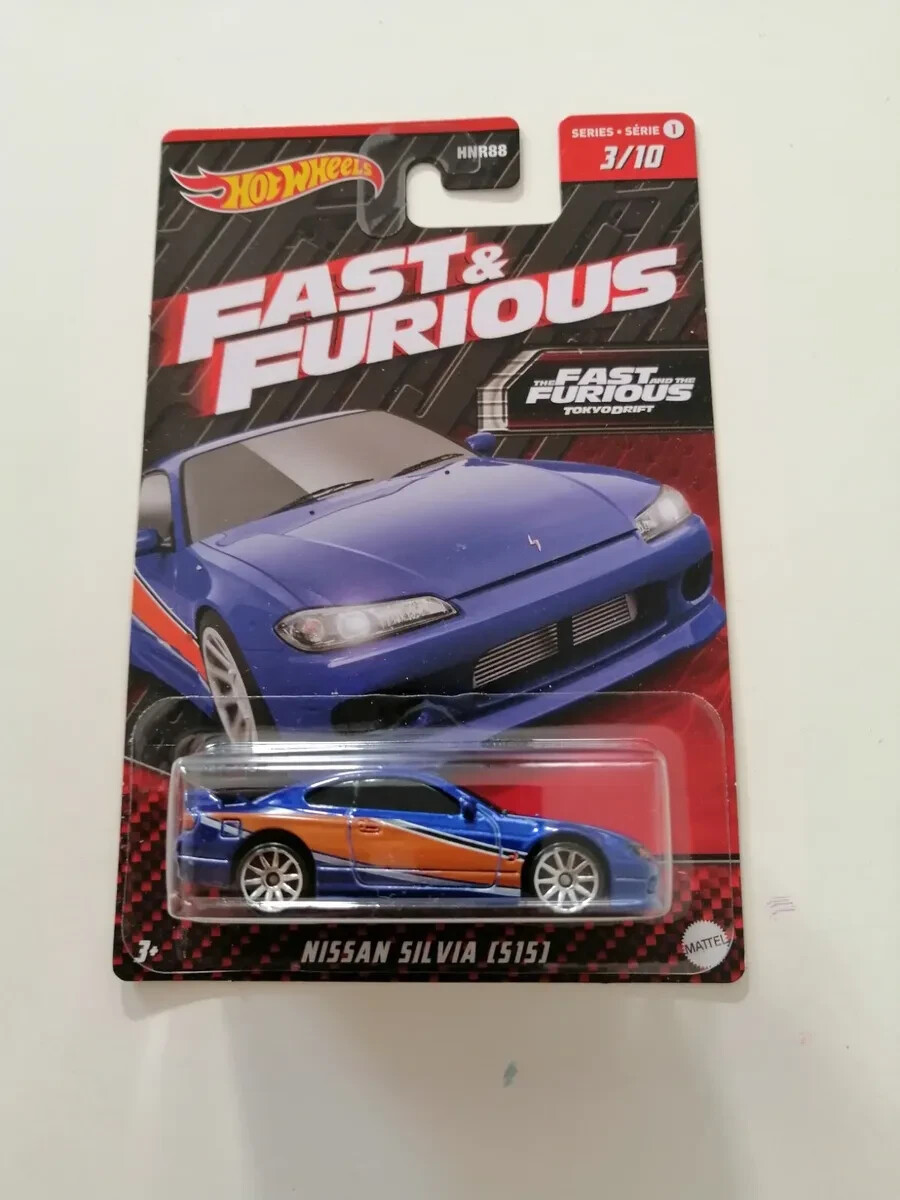 HOT WHEELS
HNR88
SERIES • SÉRIE 1
3/10
FAST &
FURIOUS
THE FAST AND THE
FURIOUS
TOKYO DRIFT
3+
NISSAN SILVIA (S15)
MATTEL